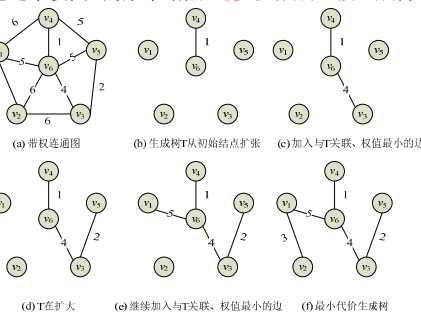 v4
6 5
1
1 v5
5 5
v6
6 4 2
v2 6 v3
(a) 带权连通图
v4
1
v1 v5
v6
v2 v3
(b) 生成树T从初始结点扩张
v4
1
v1 v5
v6
4
v2 v3
(c) 加入与T关联、权值最小的边
v4
1
1 v5
v6
4 2
v2 v3
(d) T在扩大
v4
1
v1 v5
5
v6
4 2
v2 v3
(e) 继续加入与T关联、权值最小的边
v4
1
v1 v5
5
v6
3 4 2
v2 v3
(f) 最小代价生成树